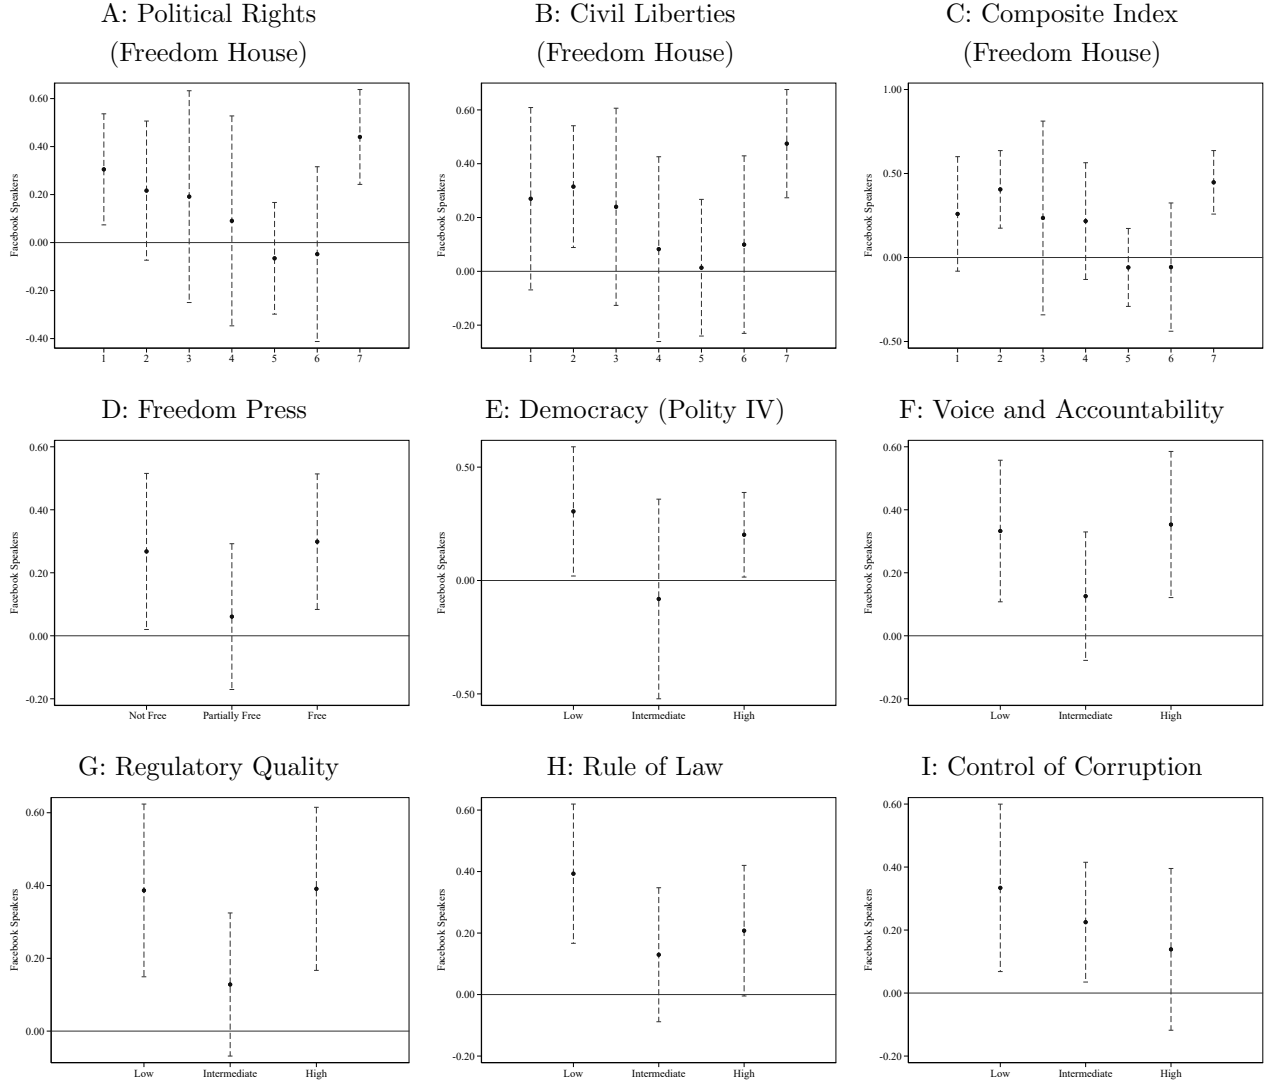 A: Political Rights
(Freedom House)
B: Civil Liberties
(Freedom House)
C: Composite Index
(Freedom House)
Facebook Speakers
0.60
0.40
0.20
0.00
-0.20
-0.40
1 2 3 4 5 6 7
Facebook Speakers
0.60
0.40
0.20
0.00
-0.20
1 2 3 4 5 6 7
Facebook Speakers
1.00
0.50
0.00
-0.50
1 2 3 4 5 6 7
D: Freedom Press
E: Democracy (Polity IV)
F: Voice and Accountability
Facebook Speakers
0.60
0.40
0.20
0.00
-0.20
Not Free Partially Free Free
Facebook Speakers
0.50
0.00
-0.50
Low Intermediate High
Facebook Speakers
0.60
0.40
0.20
0.00
-0.20
Low Intermediate High
G: Regulatory Quality
H: Rule of Law
I: Control of Corruption
Facebook Speakers
0.60
0.40
0.20
0.00
Low Intermediate High
Facebook Speakers
0.60
0.40
0.20
0.00
-0.20
Low Intermediate High
Facebook Speakers
0.60
0.40
0.20
0.00
-0.20
Low Intermediate High